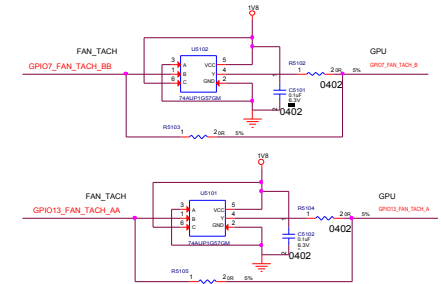 1V8
FAN_TACH
GPIO7_FAN_TACH_BB
U5102
3 A VCC 5
1 B Y 4
6 C GND 2
74AUP1G57GM
R5102
1 2 0R 5%
0402
GPU
GPIO7_FAN_TACH_B
C5101
0.1uF
6.3V
0402
R5103
1 2 0R 5%
1V8
FAN_TACH
GPIO13_FAN_TACH_AA
U5101
3 A VCC 5
1 B Y 4
6 C GND 2
74AUP1G57GM
R5104
1 2 0R 5%
0402
GPU
GPIO13_FAN_TACH_A
1
C5102
0.1uF
6.3V
2
0402
R5105
1 2 0R 5%